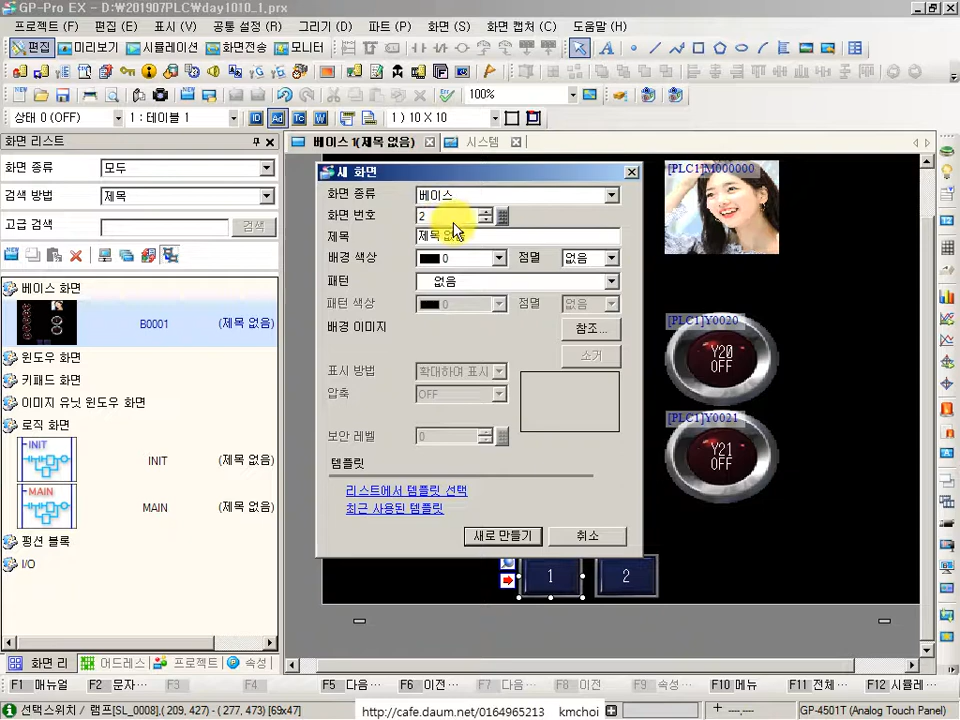 GP-Pro EX - D:\201907PLC\day1010_1.prx
프로젝트 (F) 편집 (E) 표시 (V) 공통 설정 (R) 그리기 (D) 파트 (P) 화면 (S) 화면 캡처 (C) 도움말 (H)
편집 미리보기 시뮬레이션 화면전송 모니터
100%
상태 0 (OFF) 1 : 테이블 1 ID Ad Tc W 1 ) 10 X 10
화면 리스트
베이스 1(제목 없음) 시스템
화면 종류 모두
검색 방법 제목
고급 검색 검색
베이스 화면
B0001 (제목 없음)
윈도우 화면
키패드 화면
이미지 유닛 윈도우 화면
로직 화면
INIT INIT (제목 없음)
MAIN MAIN (제목 없음)
펑션 블록
I/O
새 화면
화면 종류 베이스
화면 번호 2
제목 제목 없음
배경 색상 0 점멸 없음
패턴 없음
패턴 색상 0 점멸 없음
배경 이미지 참조...
소거
표시 방법 확대하여 표시
압축 OFF
보안 레벨 0
템플릿
리스트에서 템플릿 선택
최근 사용된 템플릿
새로 만들기 취소
[PLC1]M000000
[PLC1]Y0020
Y20
OFF
[PLC1]Y0021
Y21
OFF
1 2
화면 리 어드레스 프로젝트 속성
F1 매뉴얼 F2 문자… F3 F4 F5 다음… F6 이전… F7 다음… F8 이전 F9 속성… F10 메뉴 F11 전체… F12 시뮬레…
선택스위치 / 램프[SL_0008],( 209, 427) - ( 277, 473) [69x47] http://cafe.daum.net/0164965213 kmchoi GP-4501T (Analog Touch Panel)